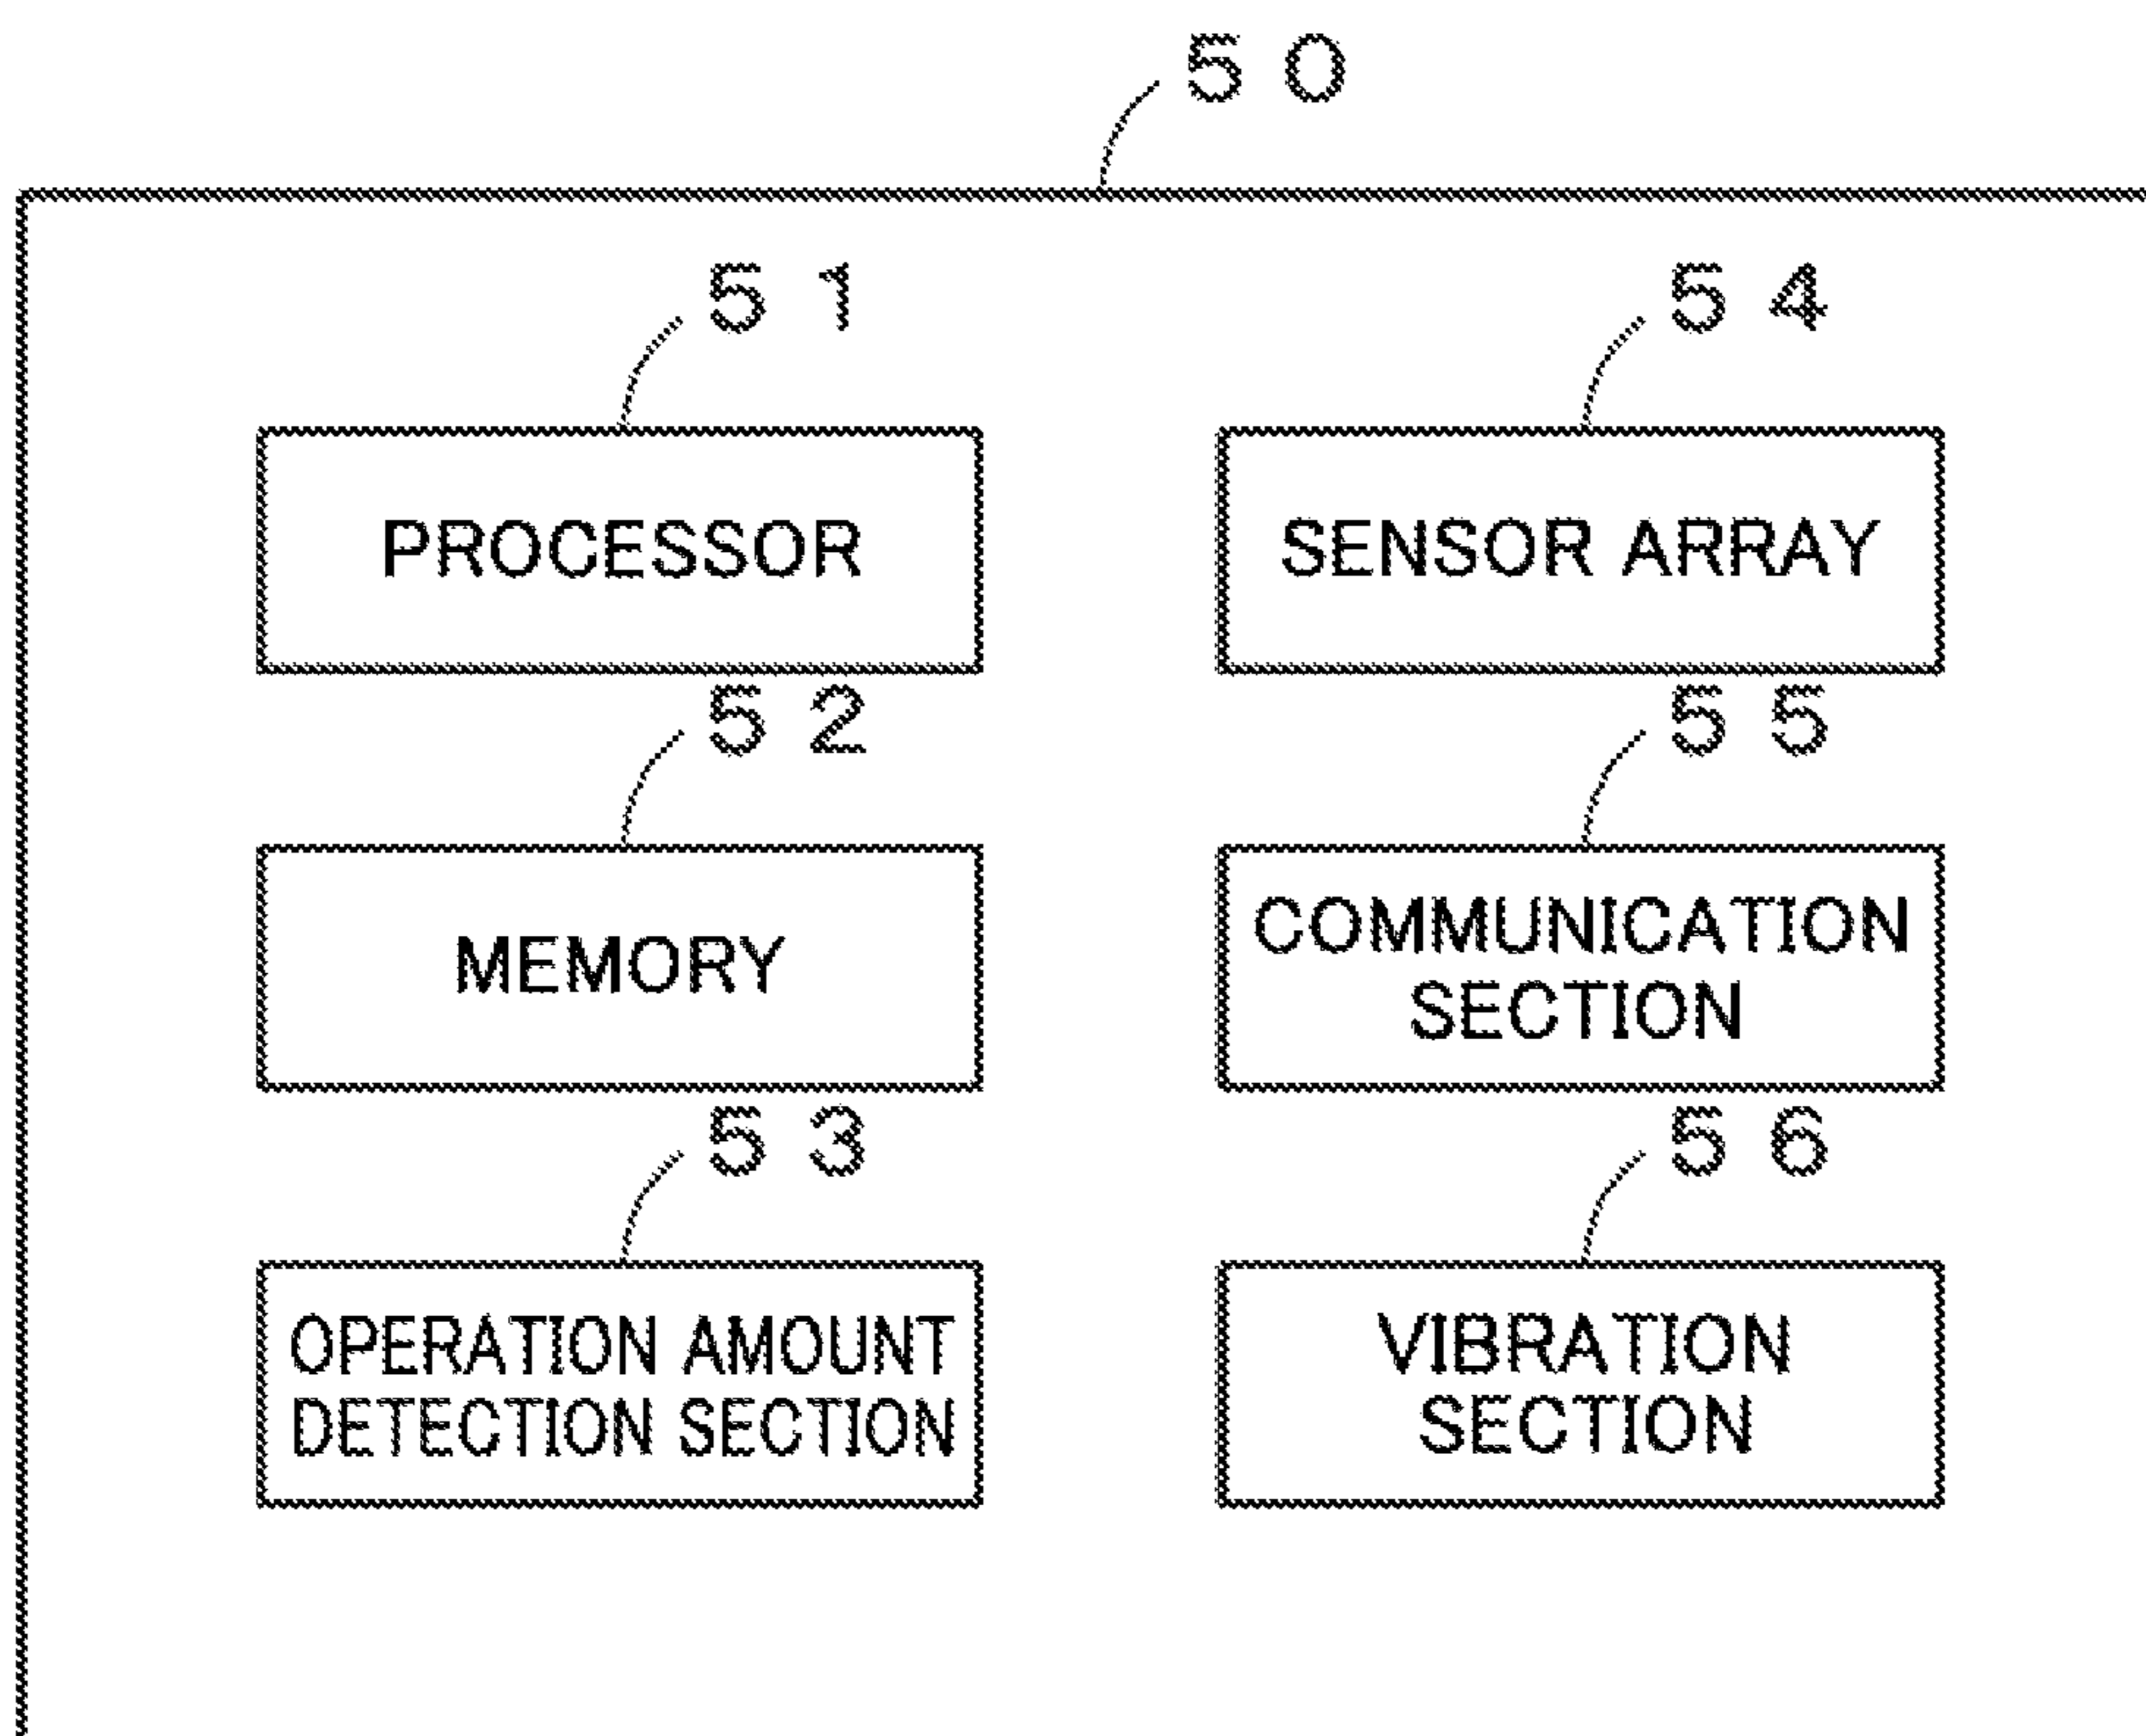 50
51
PROCESSOR
54
SENSOR ARRAY
52
MEMORY
55
COMMUNICATION
SECTION
53
OPERATION AMOUNT
DETECTION SECTION
56
VIBRATION
SECTION